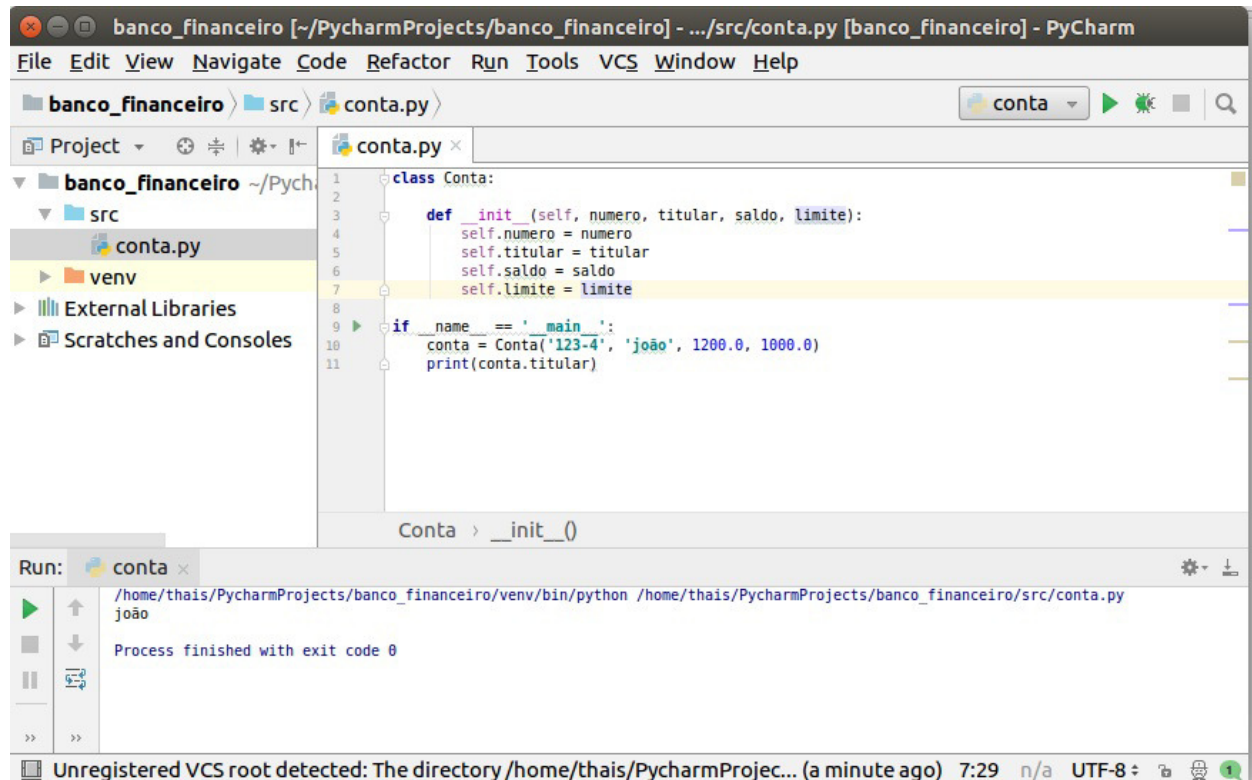 banco_financeiro [~/PycharmProjects/banco_financeiro] - .../src/conta.py [banco_financeiro] - PyCharm
File Edit View Navigate Code Refactor Run Tools VCS Window Help
banco_financeiro src conta.py conta
Project conta.py
banco_financeiro ~/Pych
src
conta.py
venv
External Libraries
Scratches and Consoles
1 class Conta:
2
3 def __init__(self, numero, titular, saldo, limite):
4 self.numero = numero
5 self.titular = titular
6 self.saldo = saldo
7 self.limite = limite
8
9 if __name__ == '__main__':
10 conta = Conta('123-4', 'joão', 1200.0, 1000.0)
11 print(conta.titular)
Conta › __init__()
Run: conta
/home/thais/PycharmProjects/banco_financeiro/venv/bin/python /home/thais/PycharmProjects/banco_financeiro/src/conta.py
joão
Process finished with exit code 0
Unregistered VCS root detected: The directory /home/thais/PycharmProjec... (a minute ago) 7:29 n/a UTF-8 1